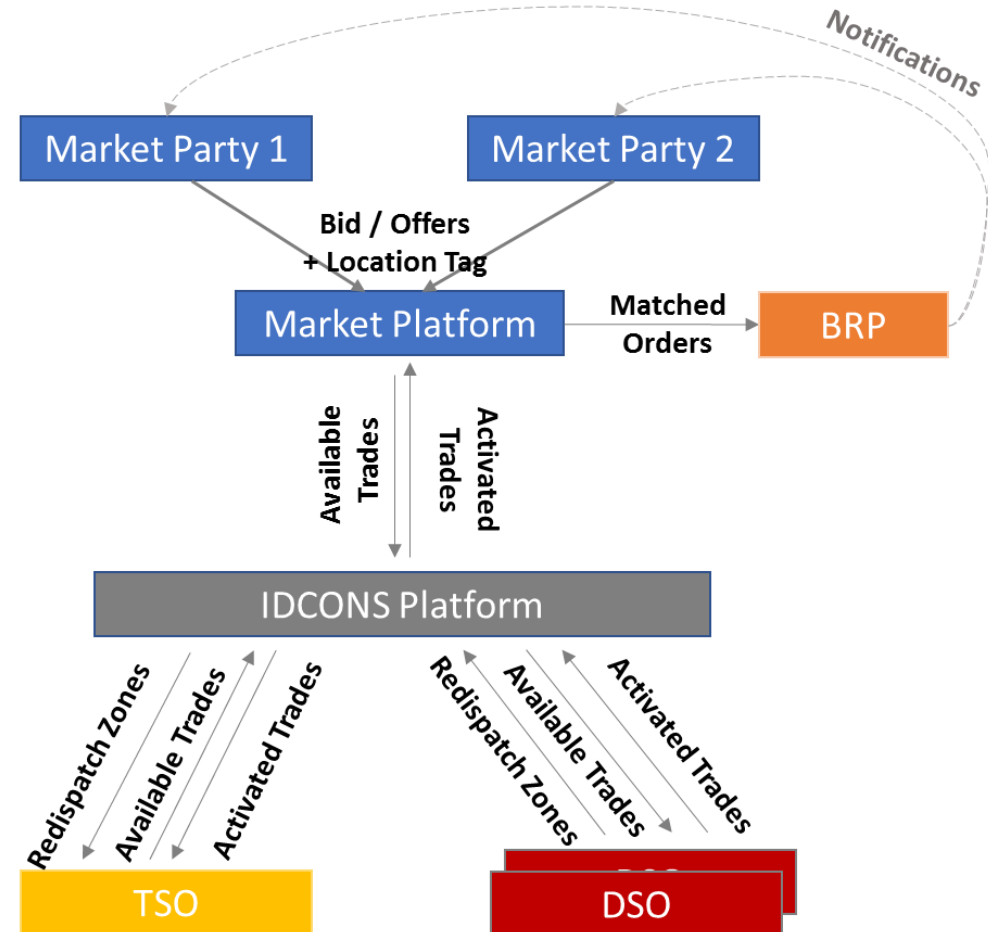 Notifications
Market Party 1
Market Party 2
Bid / Offers
+ Location Tag
Market Platform
Matched
Orders
BRP
Available
Trades
Activated
Trades
IDCONS Platform
Redispatch Zones
Available Trades
Activated Trades
Redispatch Zones
Available Trades
Activated Trades
TSO
DSO